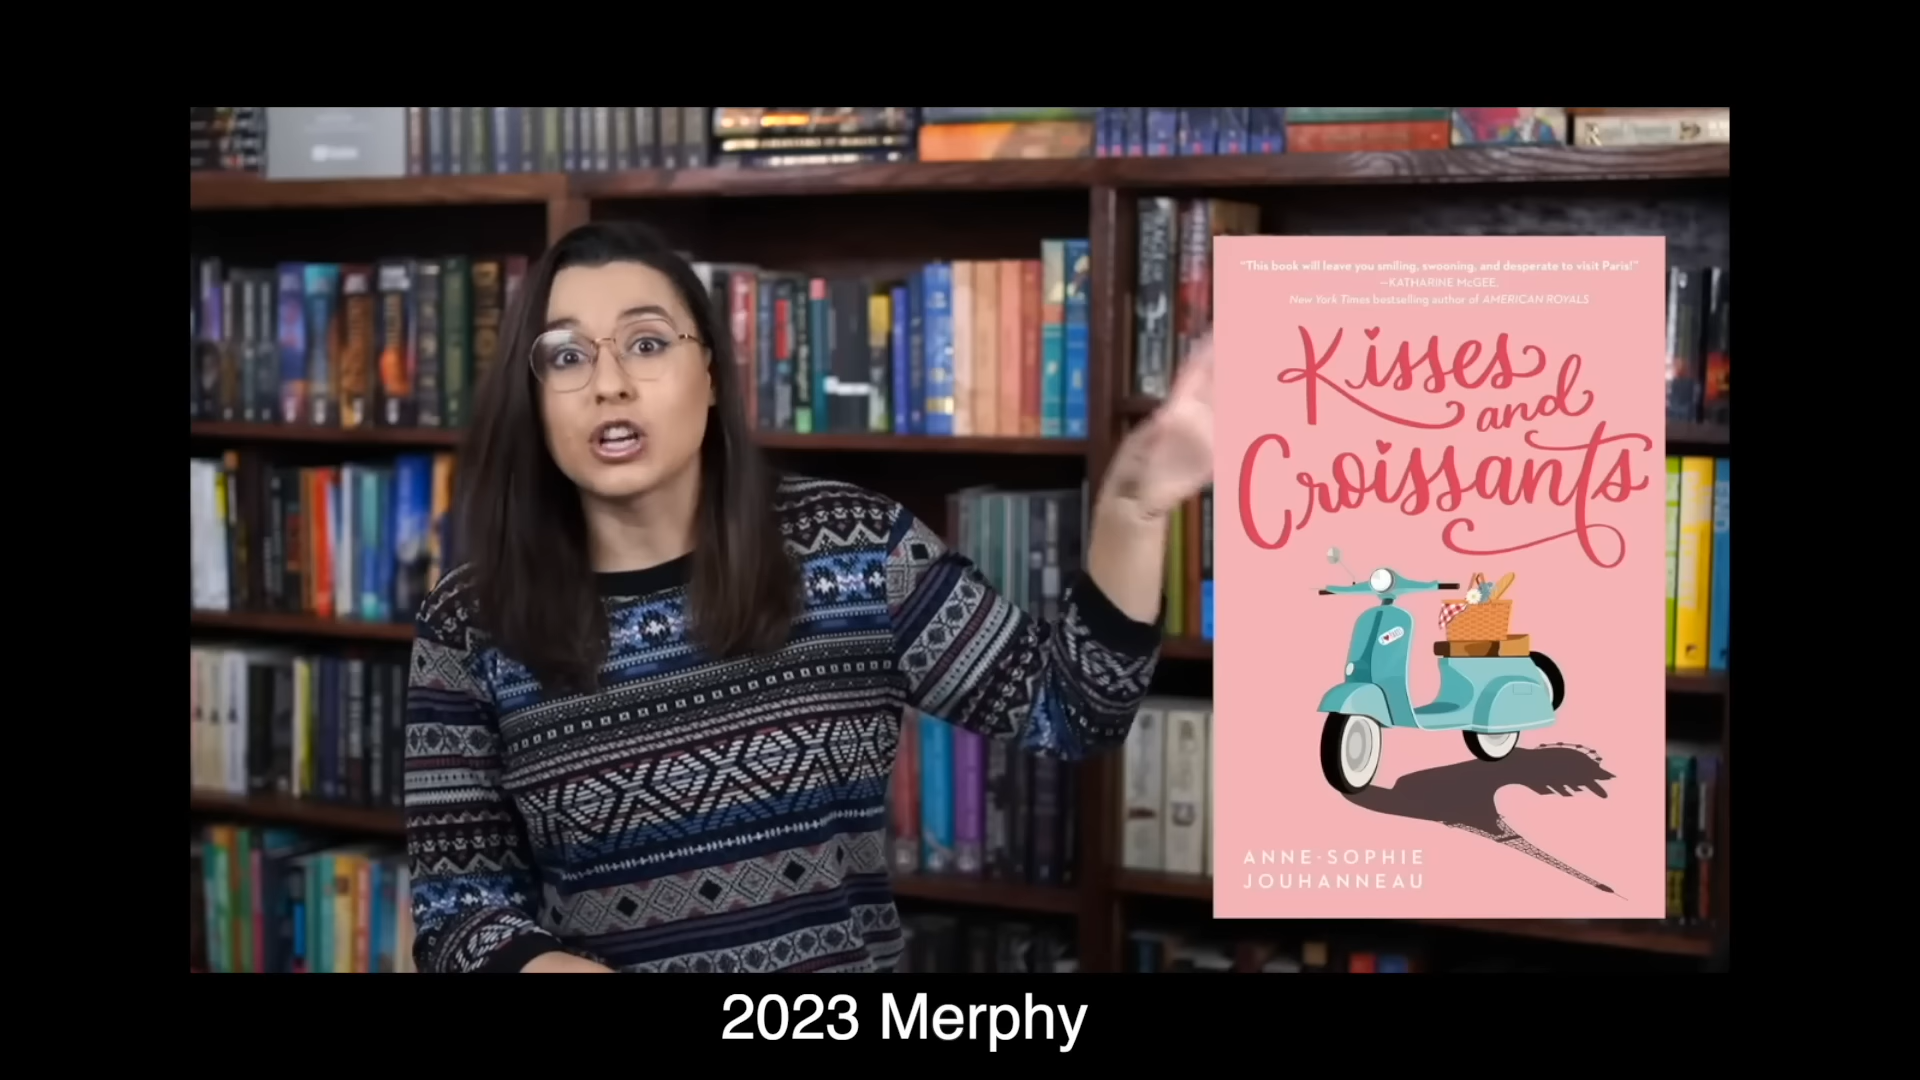 "This book will leave you smiling, swooning, and desperate to visit Paris!"
—KATHARINE McGEE,
New York Times bestselling author of AMERICAN ROYALS
Kisses
and
Croissants
ANNE-SOPHIE
JOUHANNEAU
2023 Merphy